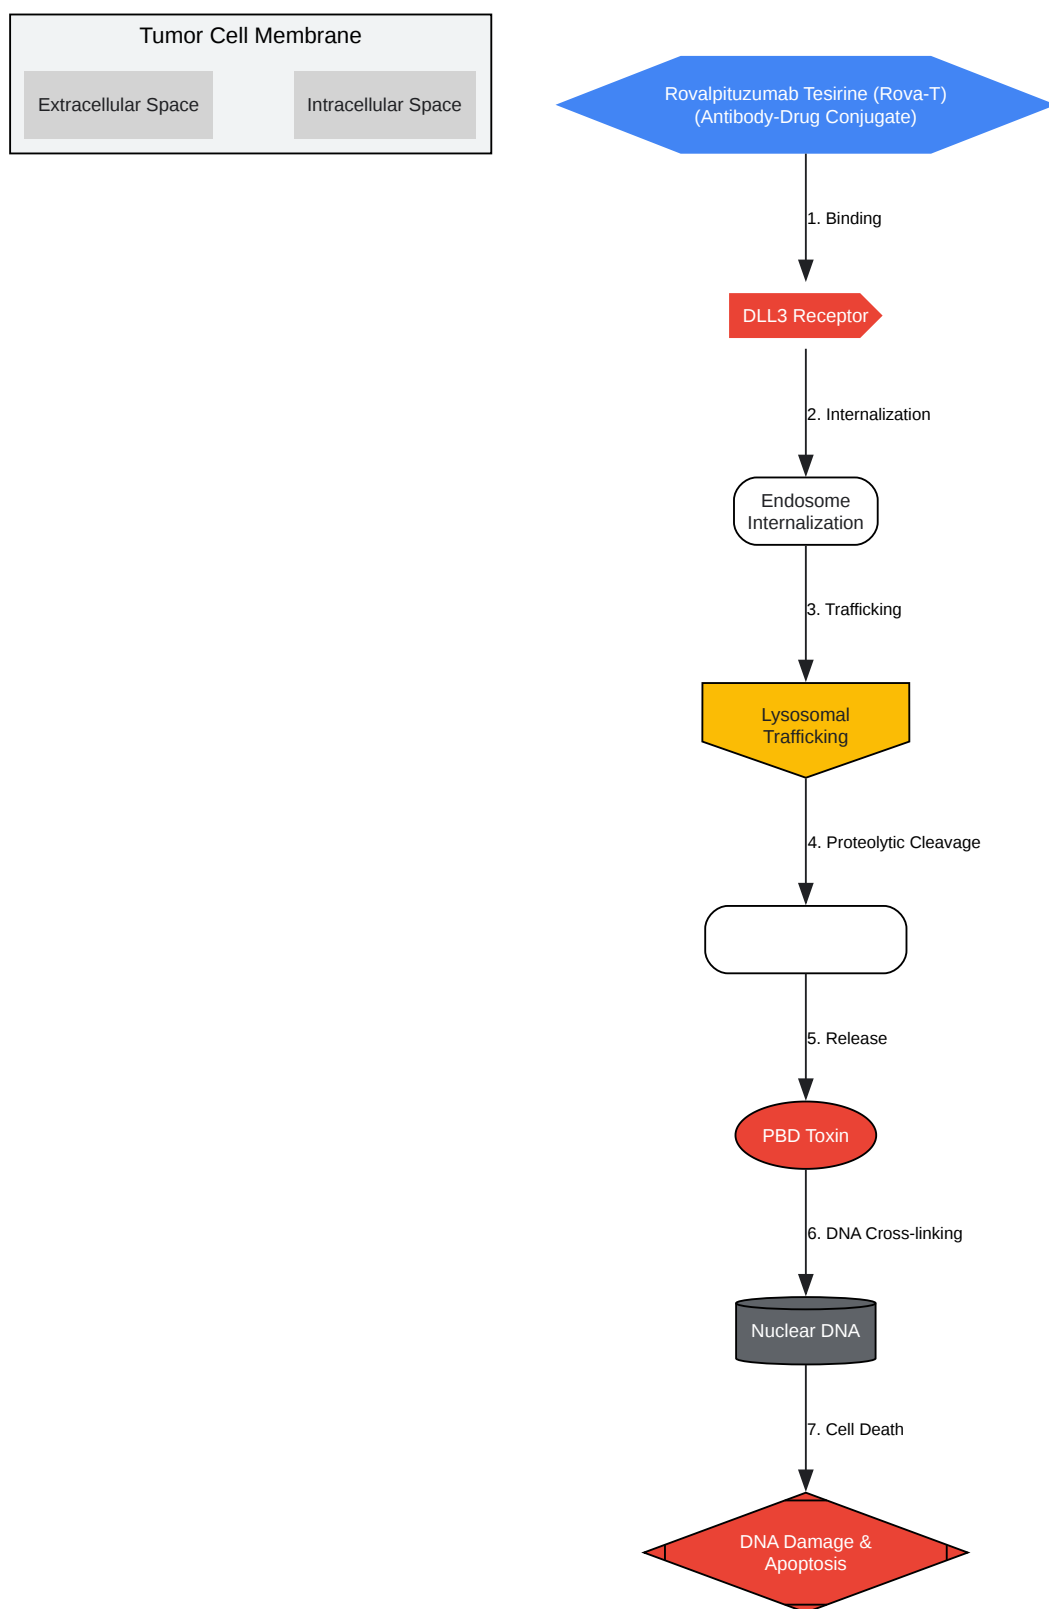 Tumor Cell Membrane
Extracellular Space
Intracellular Space
Rovalpituzumab Tesirine (Rova-T)
(Antibody-Drug Conjugate)
1. Binding
DLL3 Receptor
2. Internalization
Endosome
Internalization
3. Trafficking
Lysosomal
Trafficking
4. Proteolytic Cleavage
5. Release
PBD Toxin
6. DNA Cross-linking
Nuclear DNA
7. Cell Death
DNA Damage &
Apoptosis